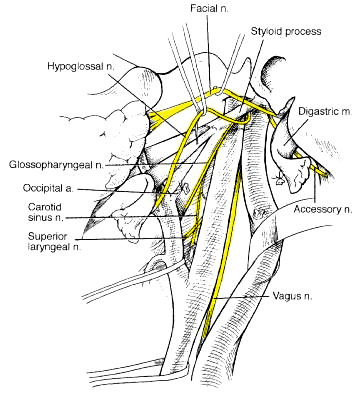 Facial n.
Styloid process
Hypoglossal n.
Digastric m.
Glossopharyngeal n.
Occipital a.
Carotid
sinus n.
Accessory n.
Superior
laryngeal n.
Vagus n.